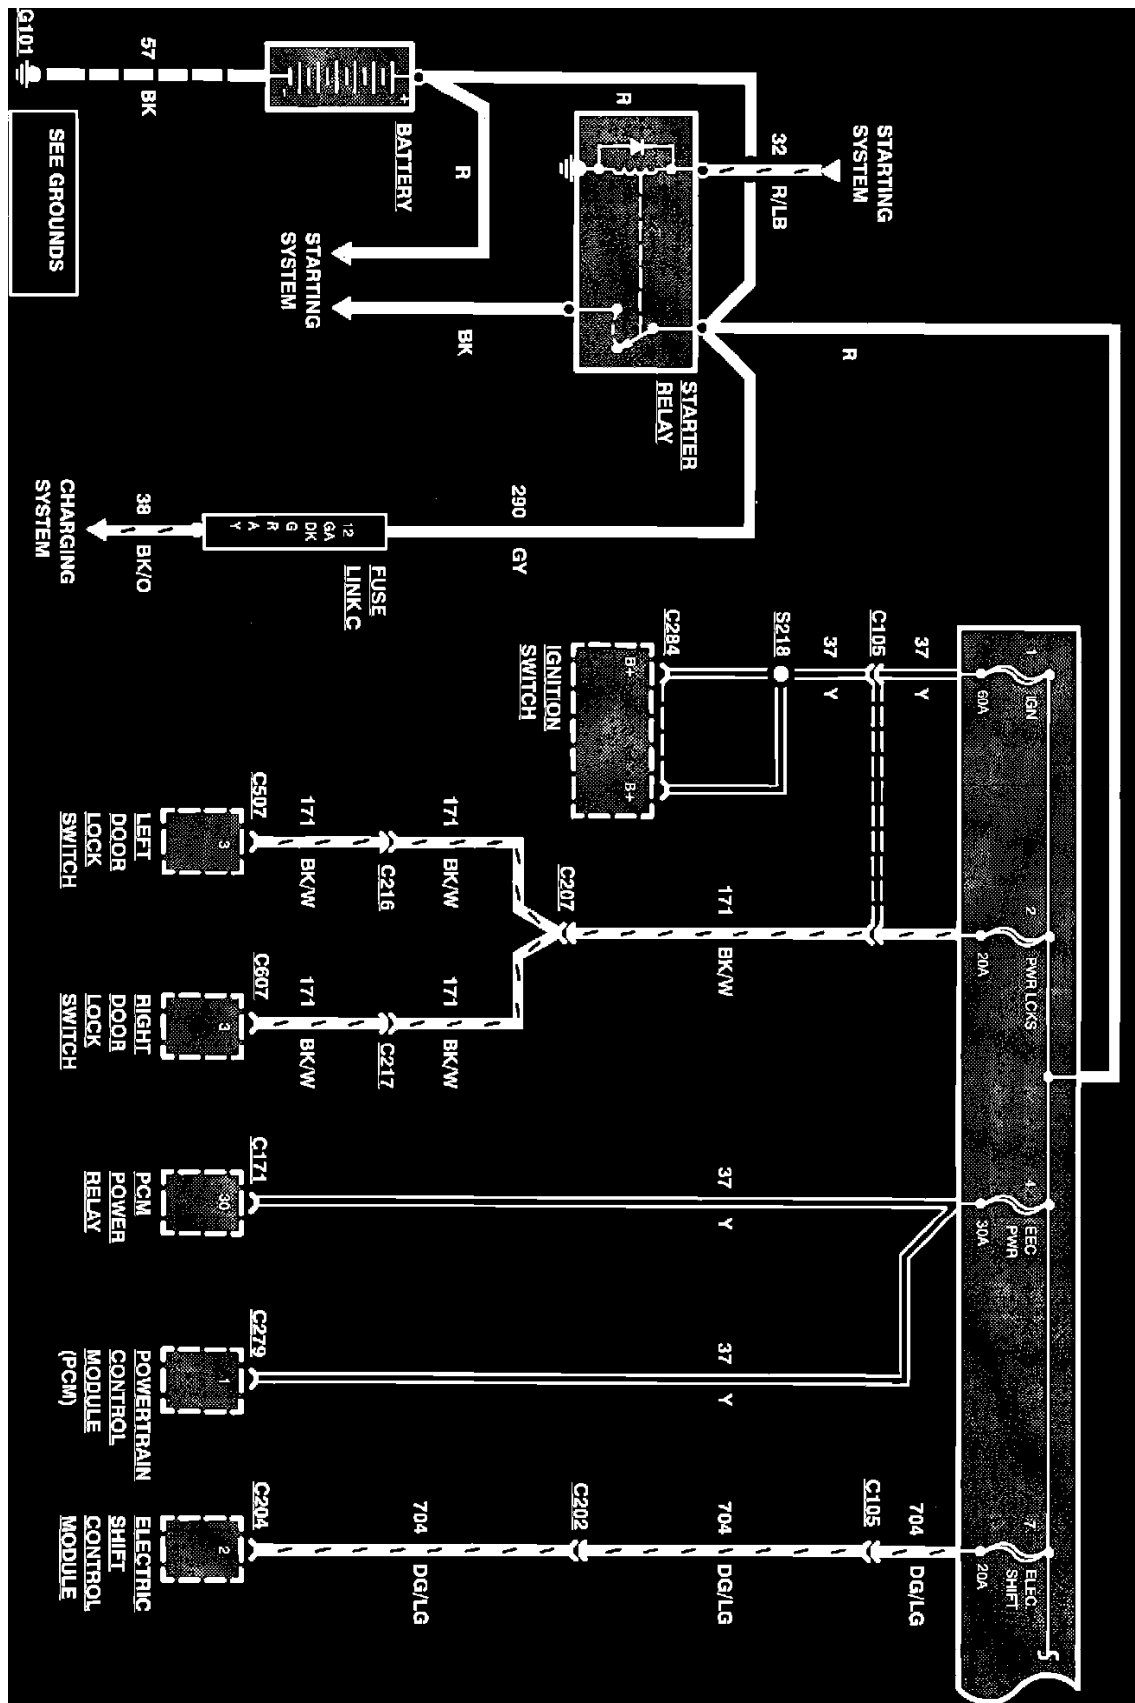 G101
57
BK
SEE GROUNDS
BATTERY
+
R
R
STARTING
SYSTEM
32
R/LB
STARTING
SYSTEM
BK
R
STARTER
RELAY
290
GY
12
GA
DK
G
R
A
Y
FUSE
LINK C
38
BK/O
CHARGING
SYSTEM
1
IGN
60A
37
Y
C105
37
Y
S218
C284
B+
B+
IGNITION
SWITCH
2
PWR LCKS
20A
171
BK/W
C207
171
BK/W
C216
171
BK/W
C507
3
LEFT
DOOR
LOCK
SWITCH
171
BK/W
C217
171
BK/W
C607
3
RIGHT
DOOR
LOCK
SWITCH
4
EEC
PWR
30A
37
Y
C171
30
PCM
POWER
RELAY
37
Y
C279
1
POWERTRAIN
CONTROL
MODULE
(PCM)
7
ELEC.
SHIFT
20A
704
DG/LG
C105
704
DG/LG
C202
704
DG/LG
C204
2
ELECTRIC
SHIFT
CONTROL
MODULE